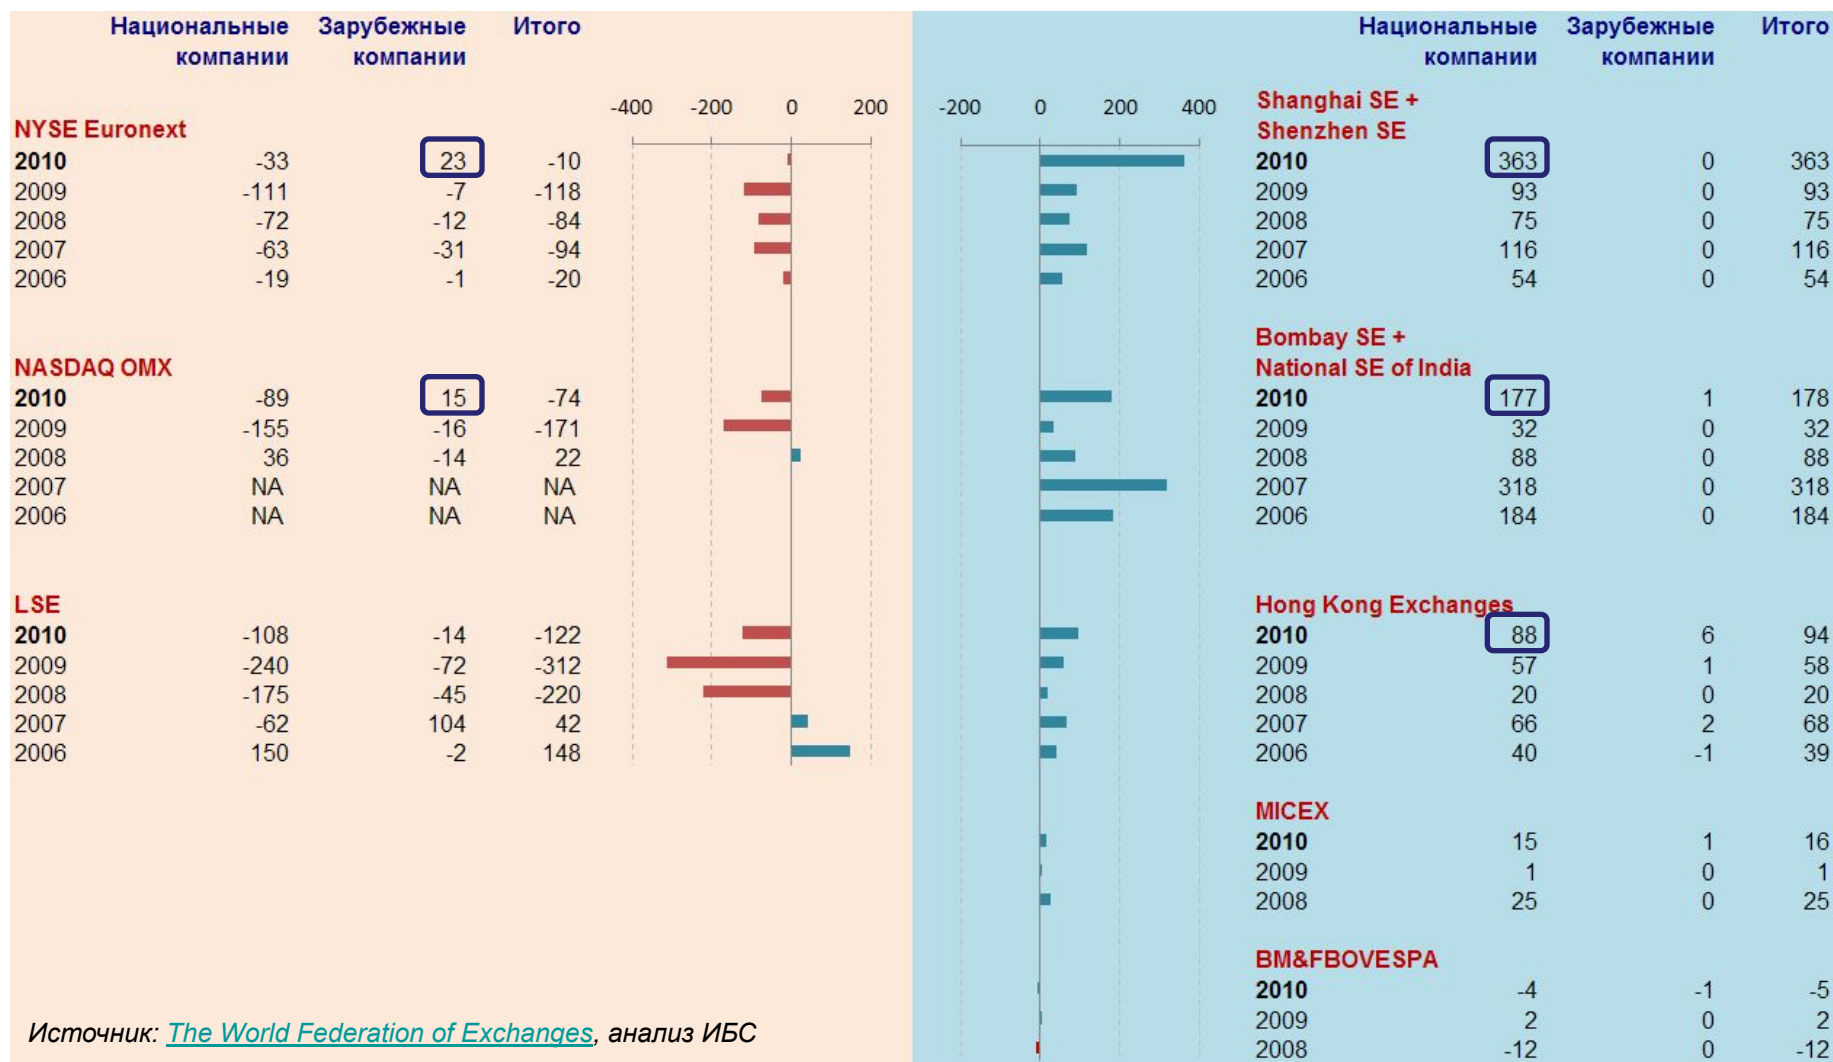 Национальные Зарубежные Итого
компании компании
-400 -200 0 200
NYSE Euronext
2010 -33 23 -10
2009 -111 -7 -118
2008 -72 -12 -84
2007 -63 -31 -94
2006 -19 -1 -20
NASDAQ OMX
2010 -89 15 -74
2009 -155 -16 -171
2008 36 -14 22
2007 NA NA NA
2006 NA NA NA
LSE
2010 -108 -14 -122
2009 -240 -72 -312
2008 -175 -45 -220
2007 -62 104 42
2006 150 -2 148
Источник: The World Federation of Exchanges, анализ ИБС
Национальные Зарубежные Итого
компании компании
-200 0 200 400
Shanghai SE +
Shenzhen SE
2010 363 0 363
2009 93 0 93
2008 75 0 75
2007 116 0 116
2006 54 0 54
Bombay SE +
National SE of India
2010 177 1 178
2009 32 0 32
2008 88 0 88
2007 318 0 318
2006 184 0 184
Hong Kong Exchanges
2010 88 6 94
2009 57 1 58
2008 20 0 20
2007 66 2 68
2006 40 -1 39
MICEX
2010 15 1 16
2009 1 0 1
2008 25 0 25
BM&FBOVESPA
2010 -4 -1 -5
2009 2 0 2
2008 -12 0 -12